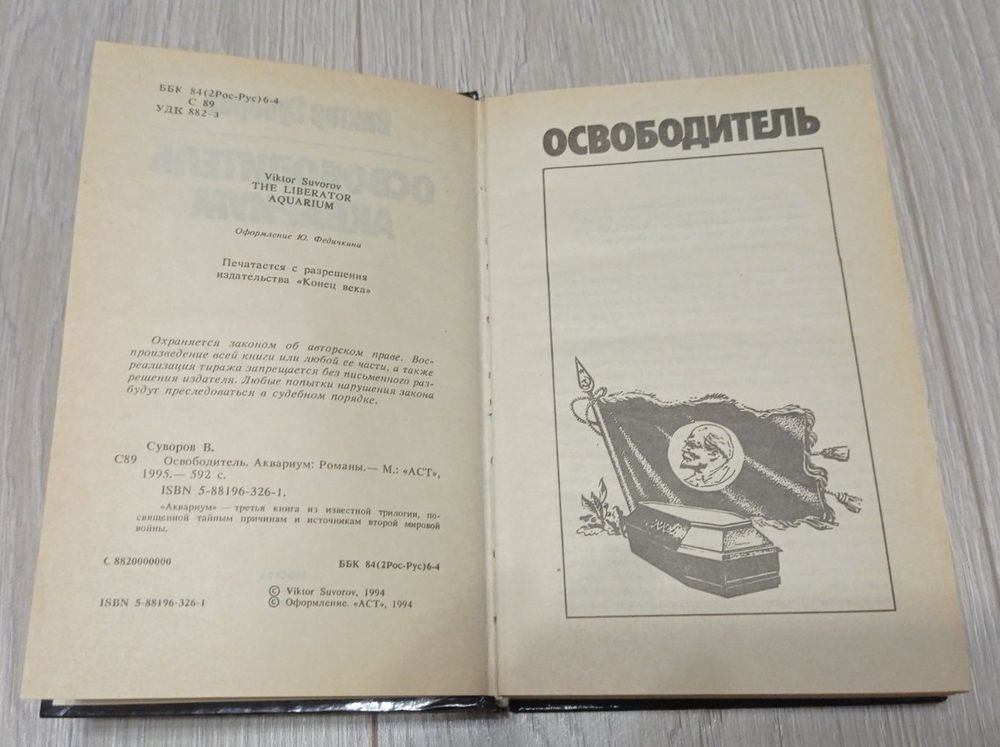 ББК 84(2Рос-Рус)6-4
С 89
УДК 882-3
Viktor Suvorov
THE LIBERATOR
AQUARIUM
Оформление Ю. Федичкина
Печатается с разрешения
издательства «Конец века»
Охраняется законом об авторском праве. Вос-
произведение всей книги или любой ее части, а также
реализация тиража запрещается без письменного раз-
решения издателя. Любые попытки нарушения закона
будут преследоваться в судебном порядке.
Суворов В.
С89 Освободитель. Аквариум: Романы.— М.: «АСТ»,
1995.— 592 с.
ISBN 5-88196-326-1.
«Аквариум» — третья книга из известной трилогии, по-
священной тайным причинам и источникам второй мировой
войны.
С 8820000000 ББК 84(2Рос-Рус)6-4
ISBN 5-88196-326-1
© Viktor Suvorov, 1994
© Оформление. «АСТ», 1994
ОСВОБОДИТЕЛЬ